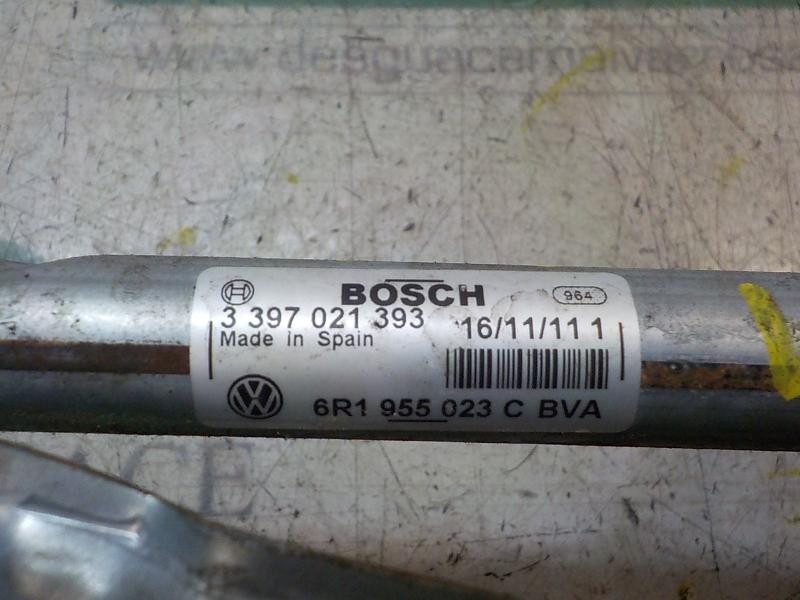 BOSCH 964
3 397 021 393 16/11/11 1
Made in Spain
6R1 955 023 C BVA